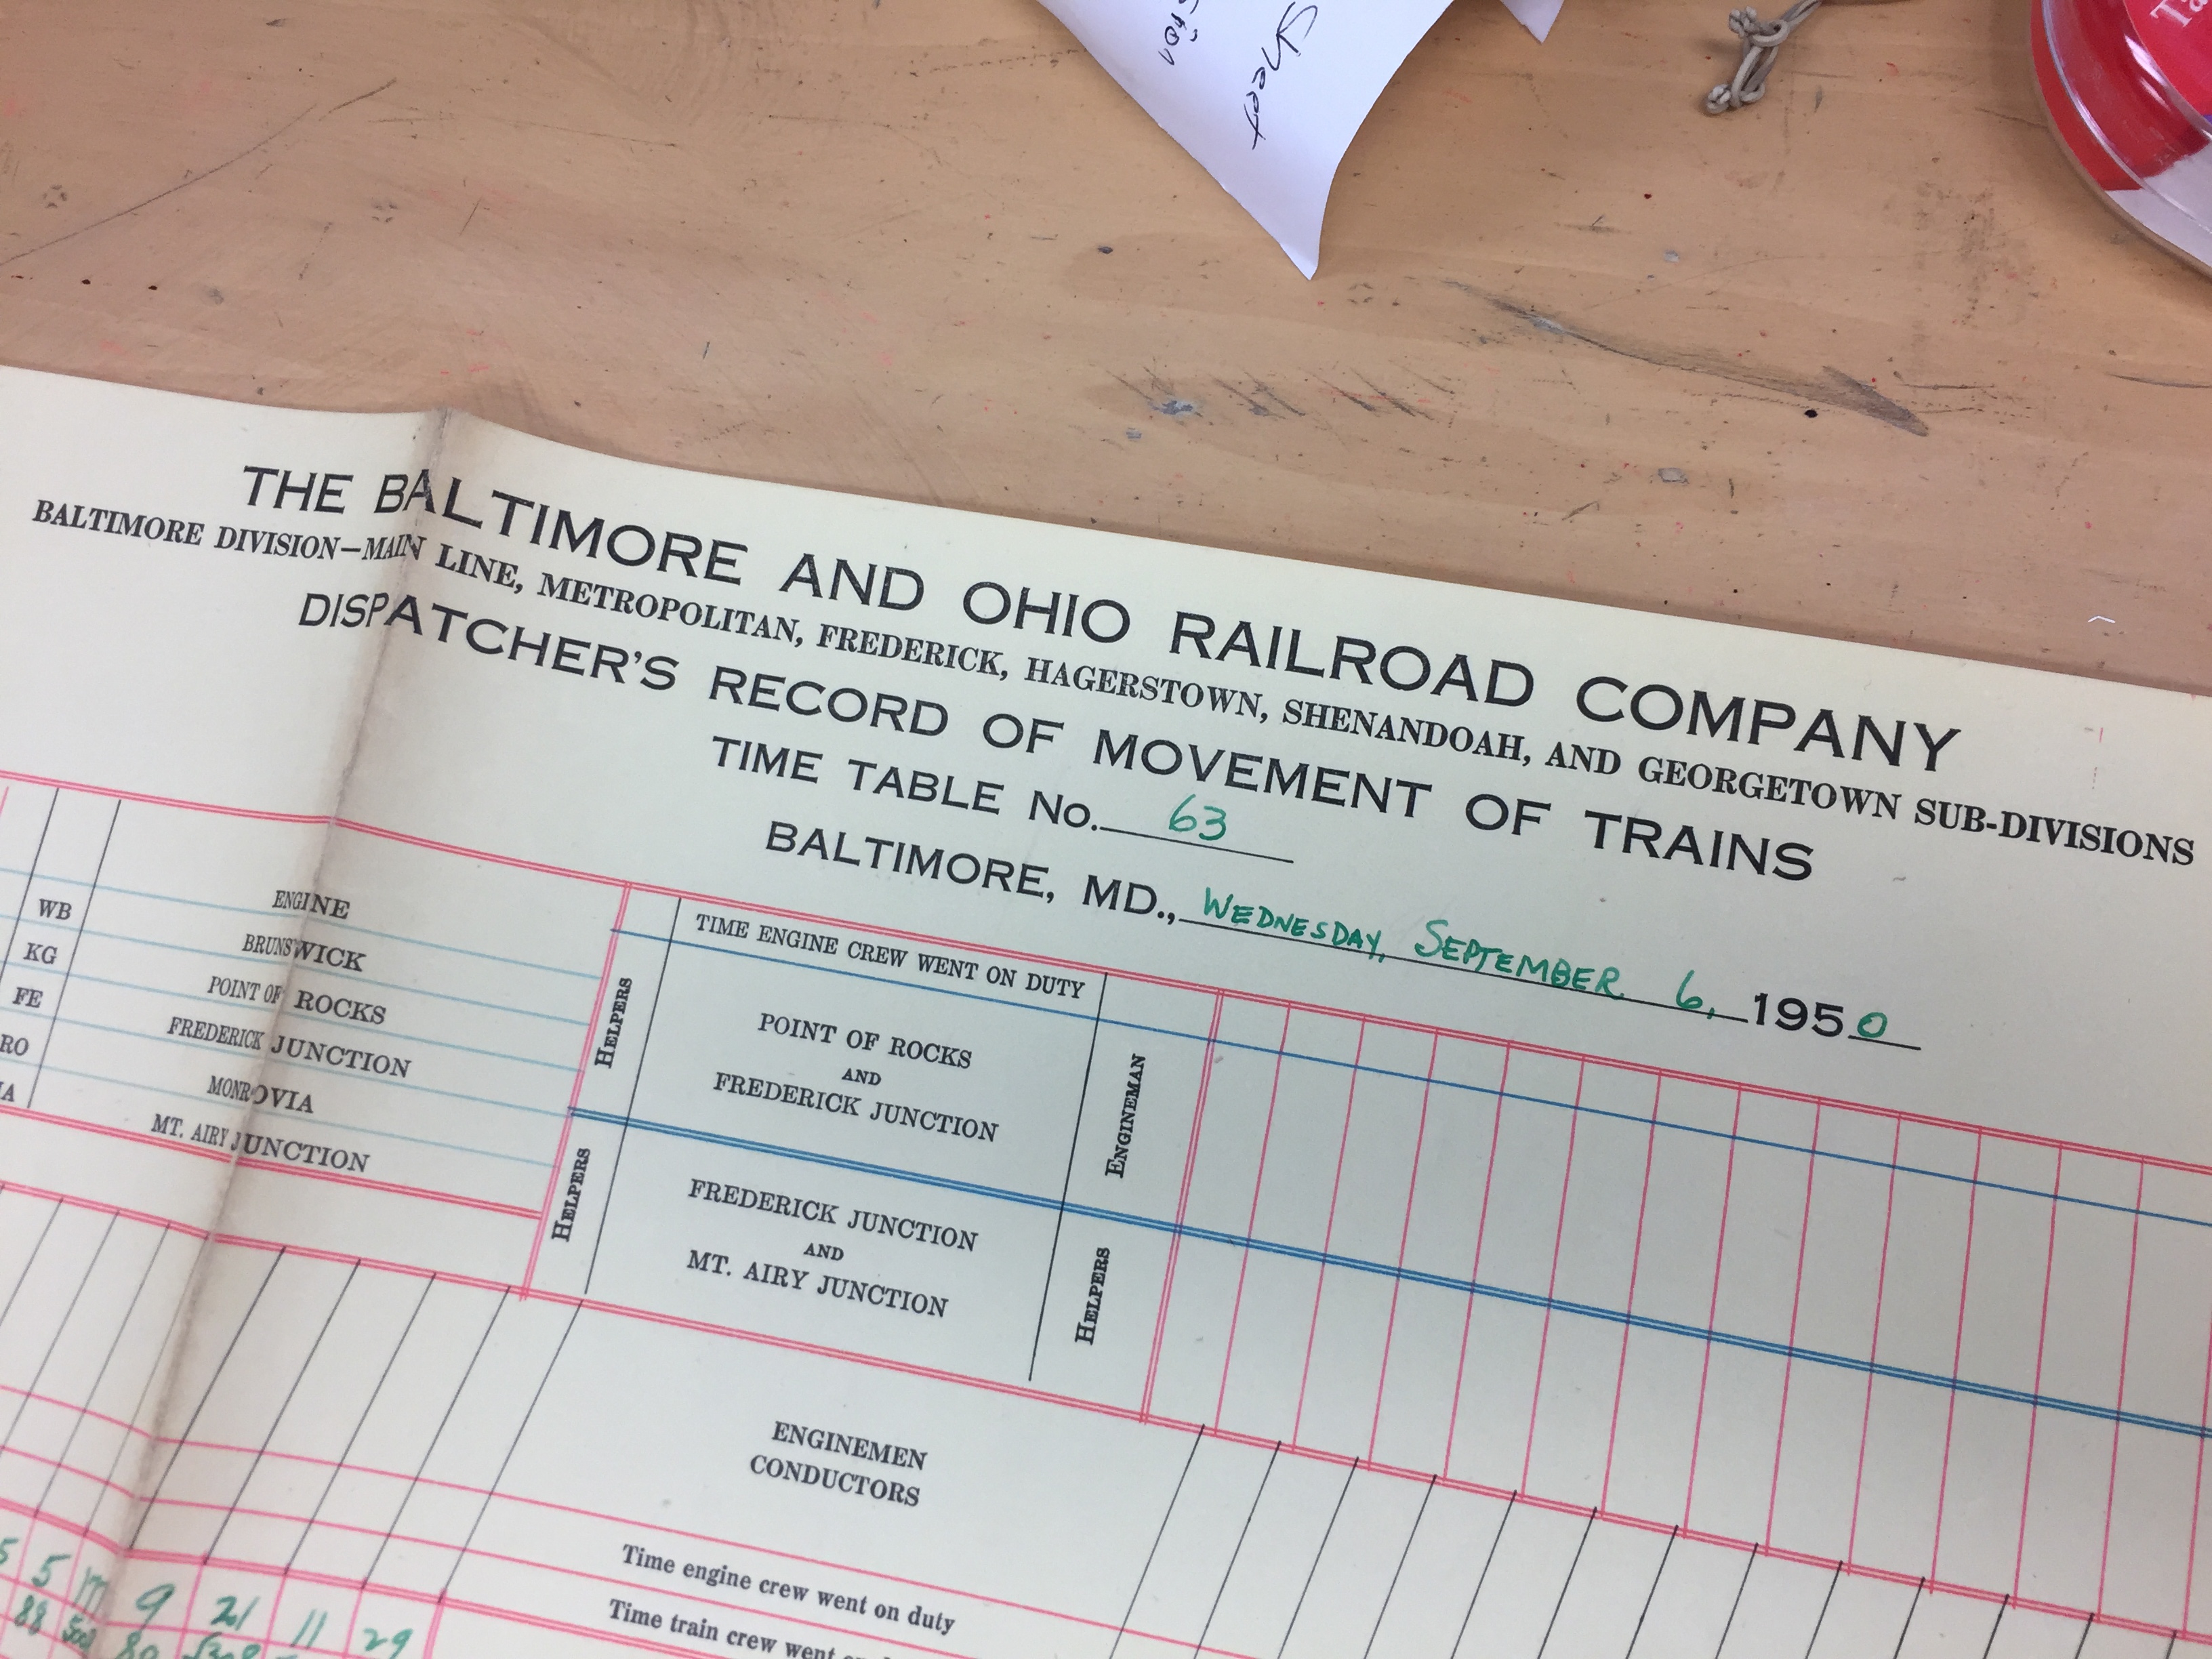 Sheet
THE BALTIMORE AND OHIO RAILROAD COMPANY
BALTIMORE DIVISION—MAIN LINE, METROPOLITAN, FREDERICK, HAGERSTOWN, SHENANDOAH, AND GEORGETOWN SUB-DIVISIONS
DISPATCHER'S RECORD OF MOVEMENT OF TRAINS
TIME TABLE No. 63
BALTIMORE, MD., WEDNESDAY, SEPTEMBER 6, 1950
ENGINE
WB BRUNSWICK
KG POINT OF ROCKS
FE FREDERICK JUNCTION
RO MONROVIA
MT. AIRY JUNCTION
HELPERS
TIME ENGINE CREW WENT ON DUTY
POINT OF ROCKS
AND
FREDERICK JUNCTION
ENGINEMAN
HELPERS
FREDERICK JUNCTION
AND
MT. AIRY JUNCTION
HELPERS
ENGINEMEN
CONDUCTORS
Time engine crew went on duty
Time train crew went
5 5 m 9 21 11 29
88 80